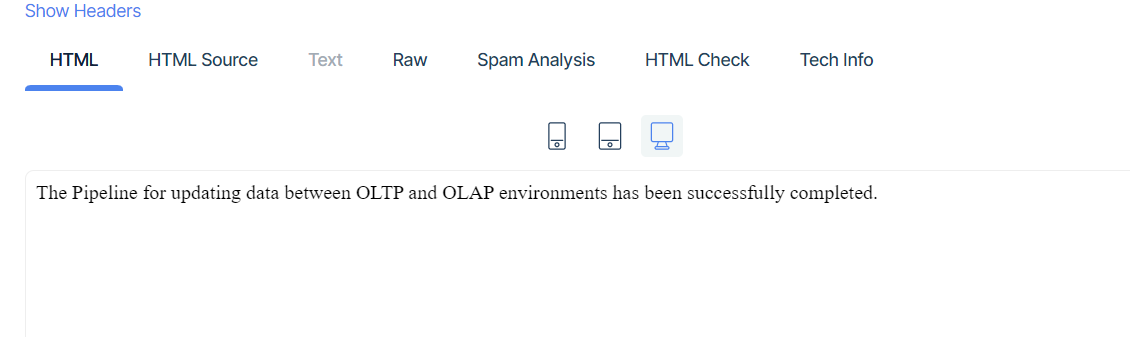 Show Headers
HTML HTML Source Text Raw Spam Analysis HTML Check Tech Info
The Pipeline for updating data between OLTP and OLAP environments has been successfully completed.